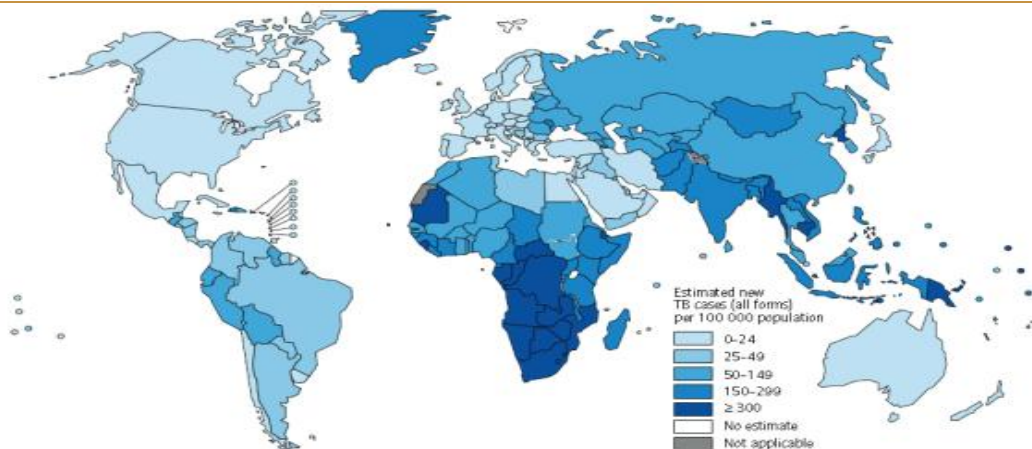 Estimated new
TB cases (all forms)
per 100 000 population
0–24
25–49
50–149
150–299
≥ 300
No estimate
Not applicable